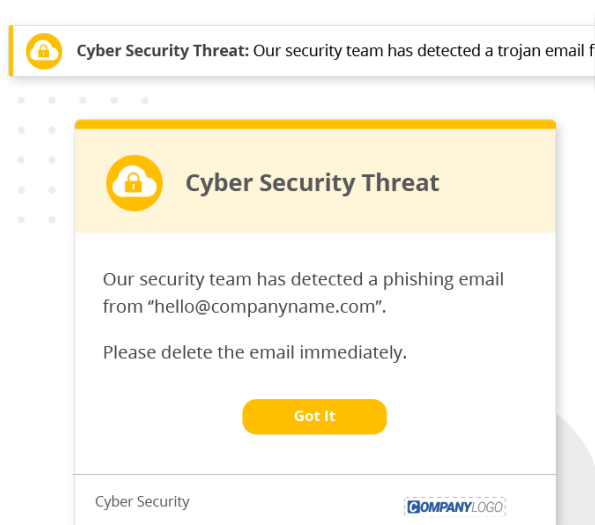 Cyber Security Threat: Our security team has detected a trojan email
Cyber Security Threat
Our security team has detected a phishing email
from "hello@companyname.com".
Please delete the email immediately.
Got It
Cyber Security
COMPANYLOGO